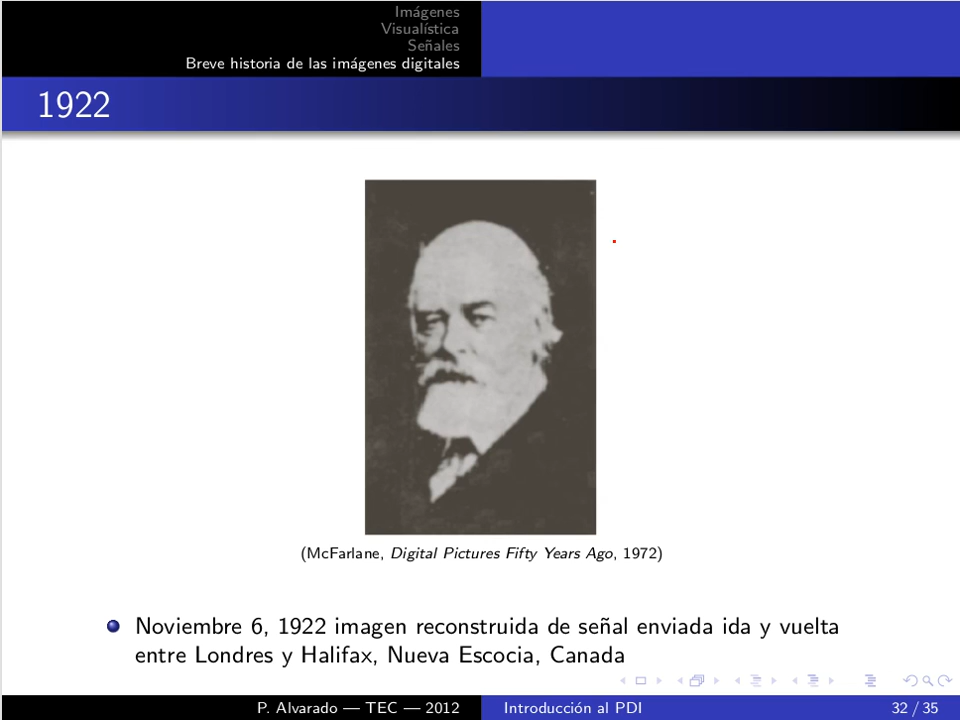 Imágenes
Visualística
Señales
Breve historia de las imágenes digitales
1922
(McFarlane, Digital Pictures Fifty Years Ago, 1972)
Noviembre 6, 1922 imagen reconstruida de señal enviada ida y vuelta
entre Londres y Halifax, Nueva Escocia, Canada
P. Alvarado — TEC — 2012
Introducción al PDI
32 / 35